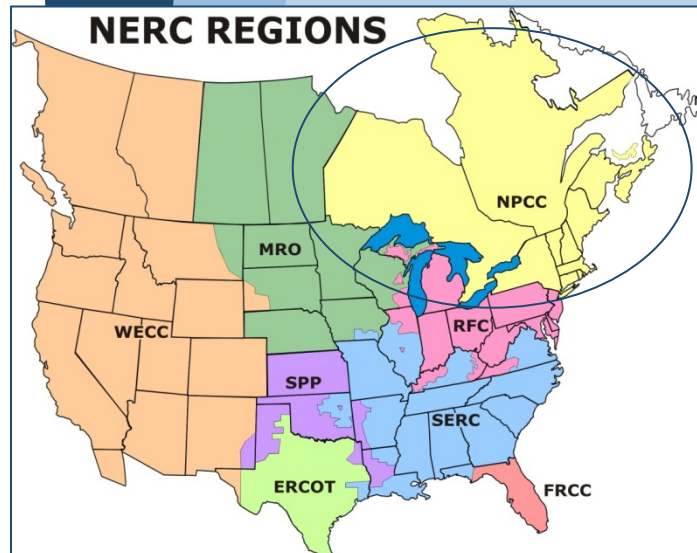 NERC REGIONS
NPCC
MRO
WECC
RFC
SPP
SERC
ERCOT
FRCC